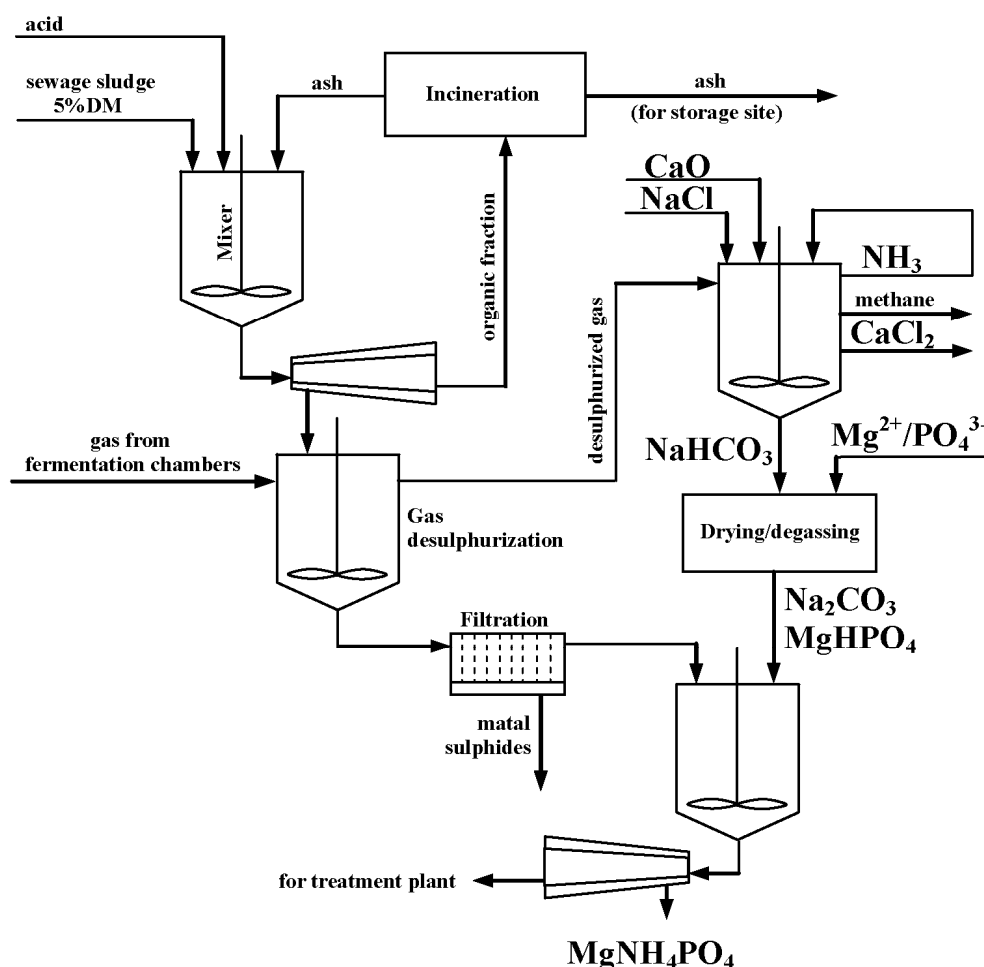 acid
sewage sludge
5%DM
ash
Incineration
ash
(for storage site)
Mixer
organic fraction
CaO
NaCl
NH₃
methane
CaCl₂
desulphurized gas
gas from
fermentation chambers
Gas
desulphurization
NaHCO₃
Mg²⁺/PO₄³⁻
Drying/degassing
Na₂CO₃
MgHPO₄
Filtration
matal
sulphides
for treatment plant
MgNH₄PO₄